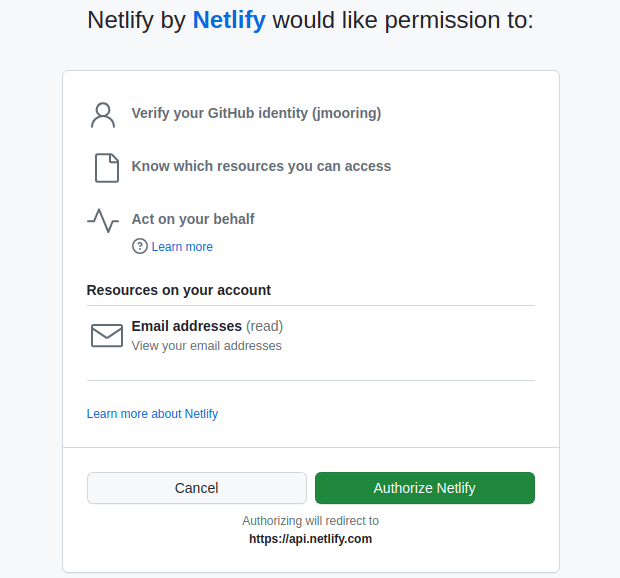 Netlify by Netlify would like permission to:
Verify your GitHub identity (jmooring)
Know which resources you can access
Act on your behalf
? Learn more
Resources on your account
Email addresses (read)
View your email addresses
Learn more about Netlify
Cancel
Authorize Netlify
Authorizing will redirect to
https://api.netlify.com